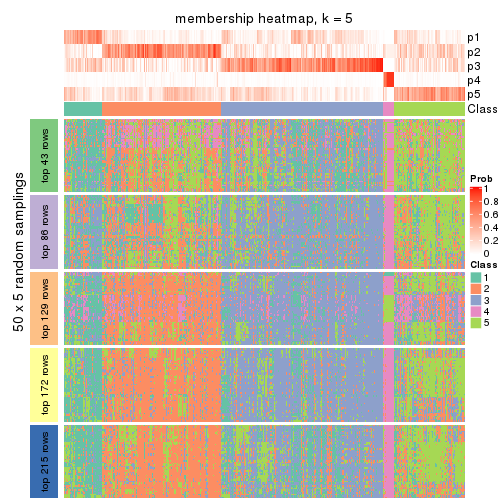 membership heatmap, k = 5
p1
p2
p3
p4
p5
Class
50 x 5 random samplings
top 43 rows
top 86 rows
top 129 rows
top 172 rows
top 215 rows
Prob
1
0.8
0.6
0.4
0.2
0
Class
1
2
3
4
5